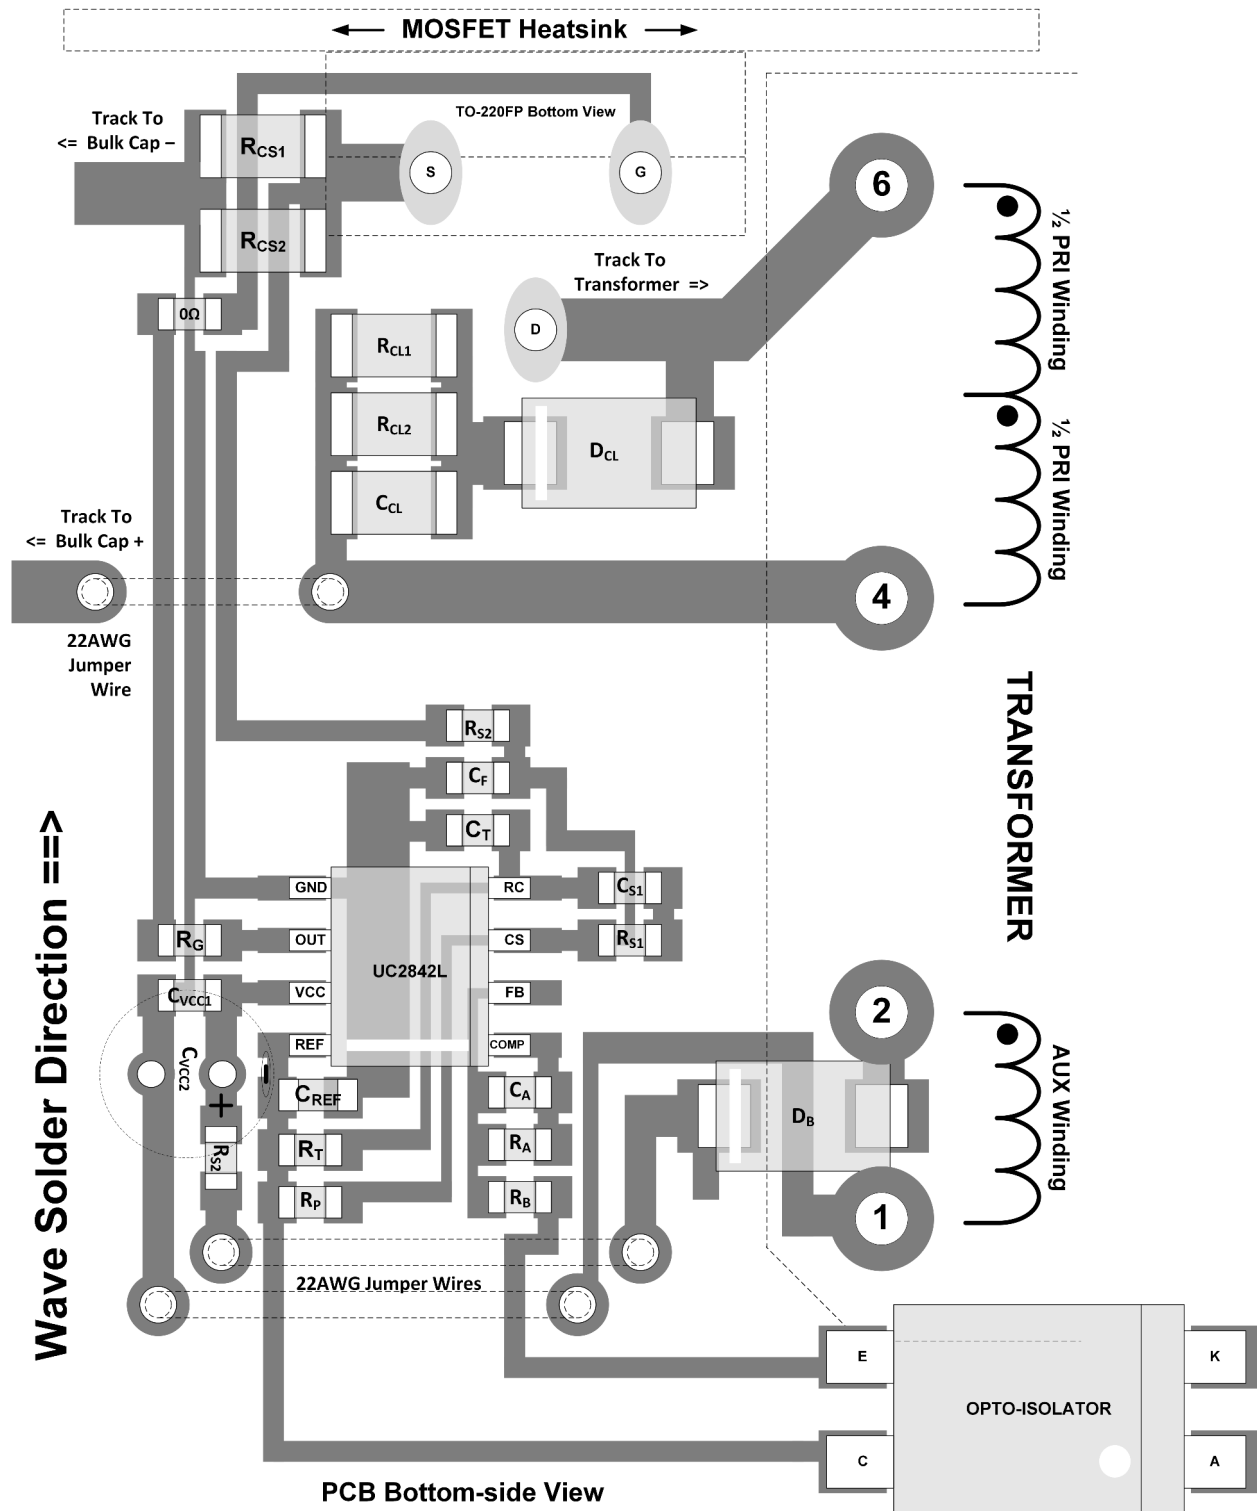 MOSFET Heatsink
TO-220FP Bottom View
Track To
<= Bulk Cap –
RCS1
S
G
6
½ PRI Winding
RCS2
Track To
Transformer =>
0Ω
D
RCL1
RCL2
DCL
CCL
½ PRI Winding
Track To
<= Bulk Cap +
4
22AWG
Jumper
Wire
TRANSFORMER
RS2
CF
CT
GND
RC
CS1
OUT
CS
RG
RS1
UC2842L
VCC
FB
CVCC1
REF
COMP
CVCC2
+
–
CREF
CA
RT
RA
RS2
RP
RB
2
DB
1
AUX Winding
22AWG Jumper Wires
Wave Solder Direction ==>
E
K
OPTO-ISOLATOR
C
A
PCB Bottom-side View